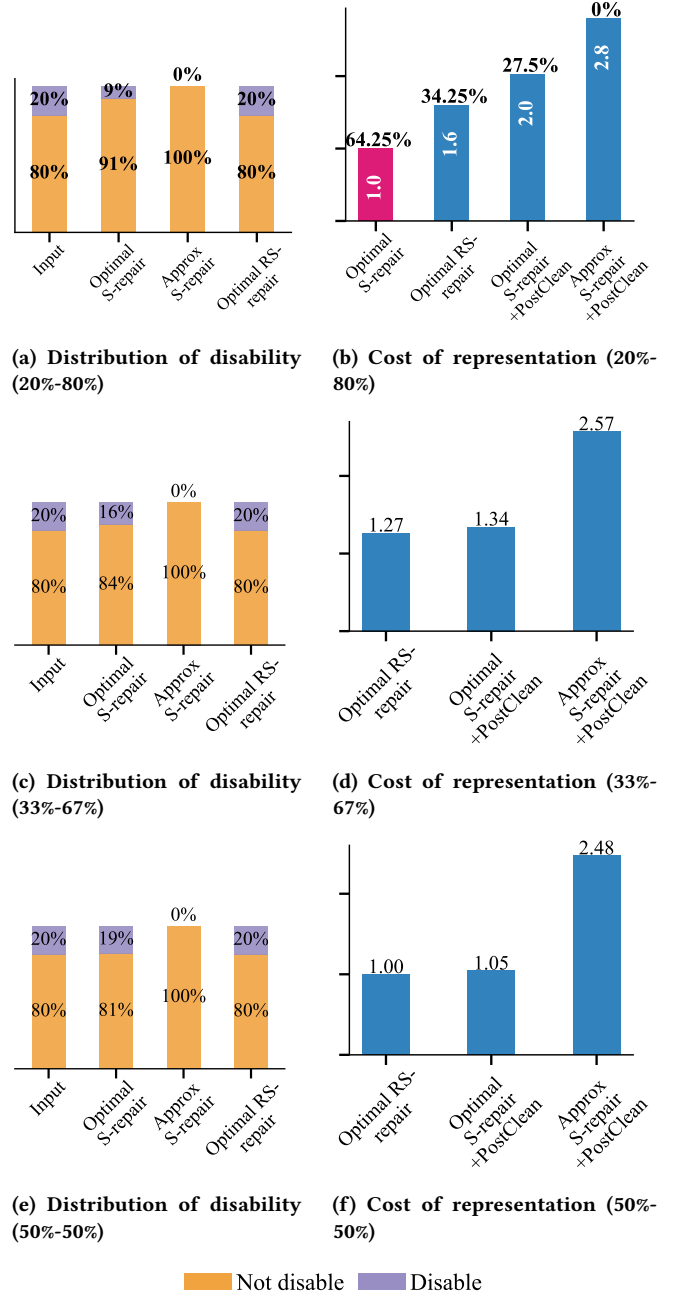 20%
9%
0%
20%
80%
91%
100%
80%
Input
Optimal
S-repair
Approx
S-repair
Optimal RS-
repair
(a) Distribution of disability
(20%-80%)
64.25%
34.25%
27.5%
0%
1.0
1.6
2.0
2.8
Optimal
S-repair
Optimal RS-
repair
Optimal
S-repair
+PostClean
Approx
S-repair
+PostClean
(b) Cost of representation (20%-
80%)
20%
16%
0%
20%
80%
84%
100%
80%
Input
Optimal
S-repair
Approx
S-repair
Optimal RS-
repair
(c) Distribution of disability
(33%-67%)
1.27
1.34
2.57
Optimal RS-
repair
Optimal
S-repair
+PostClean
Approx
S-repair
+PostClean
(d) Cost of representation (33%-
67%)
20%
19%
0%
20%
80%
81%
100%
80%
Input
Optimal
S-repair
Approx
S-repair
Optimal RS-
repair
(e) Distribution of disability
(50%-50%)
1.00
1.05
2.48
Optimal RS-
repair
Optimal
S-repair
+PostClean
Approx
S-repair
+PostClean
(f) Cost of representation (50%-
50%)
Not disable
Disable